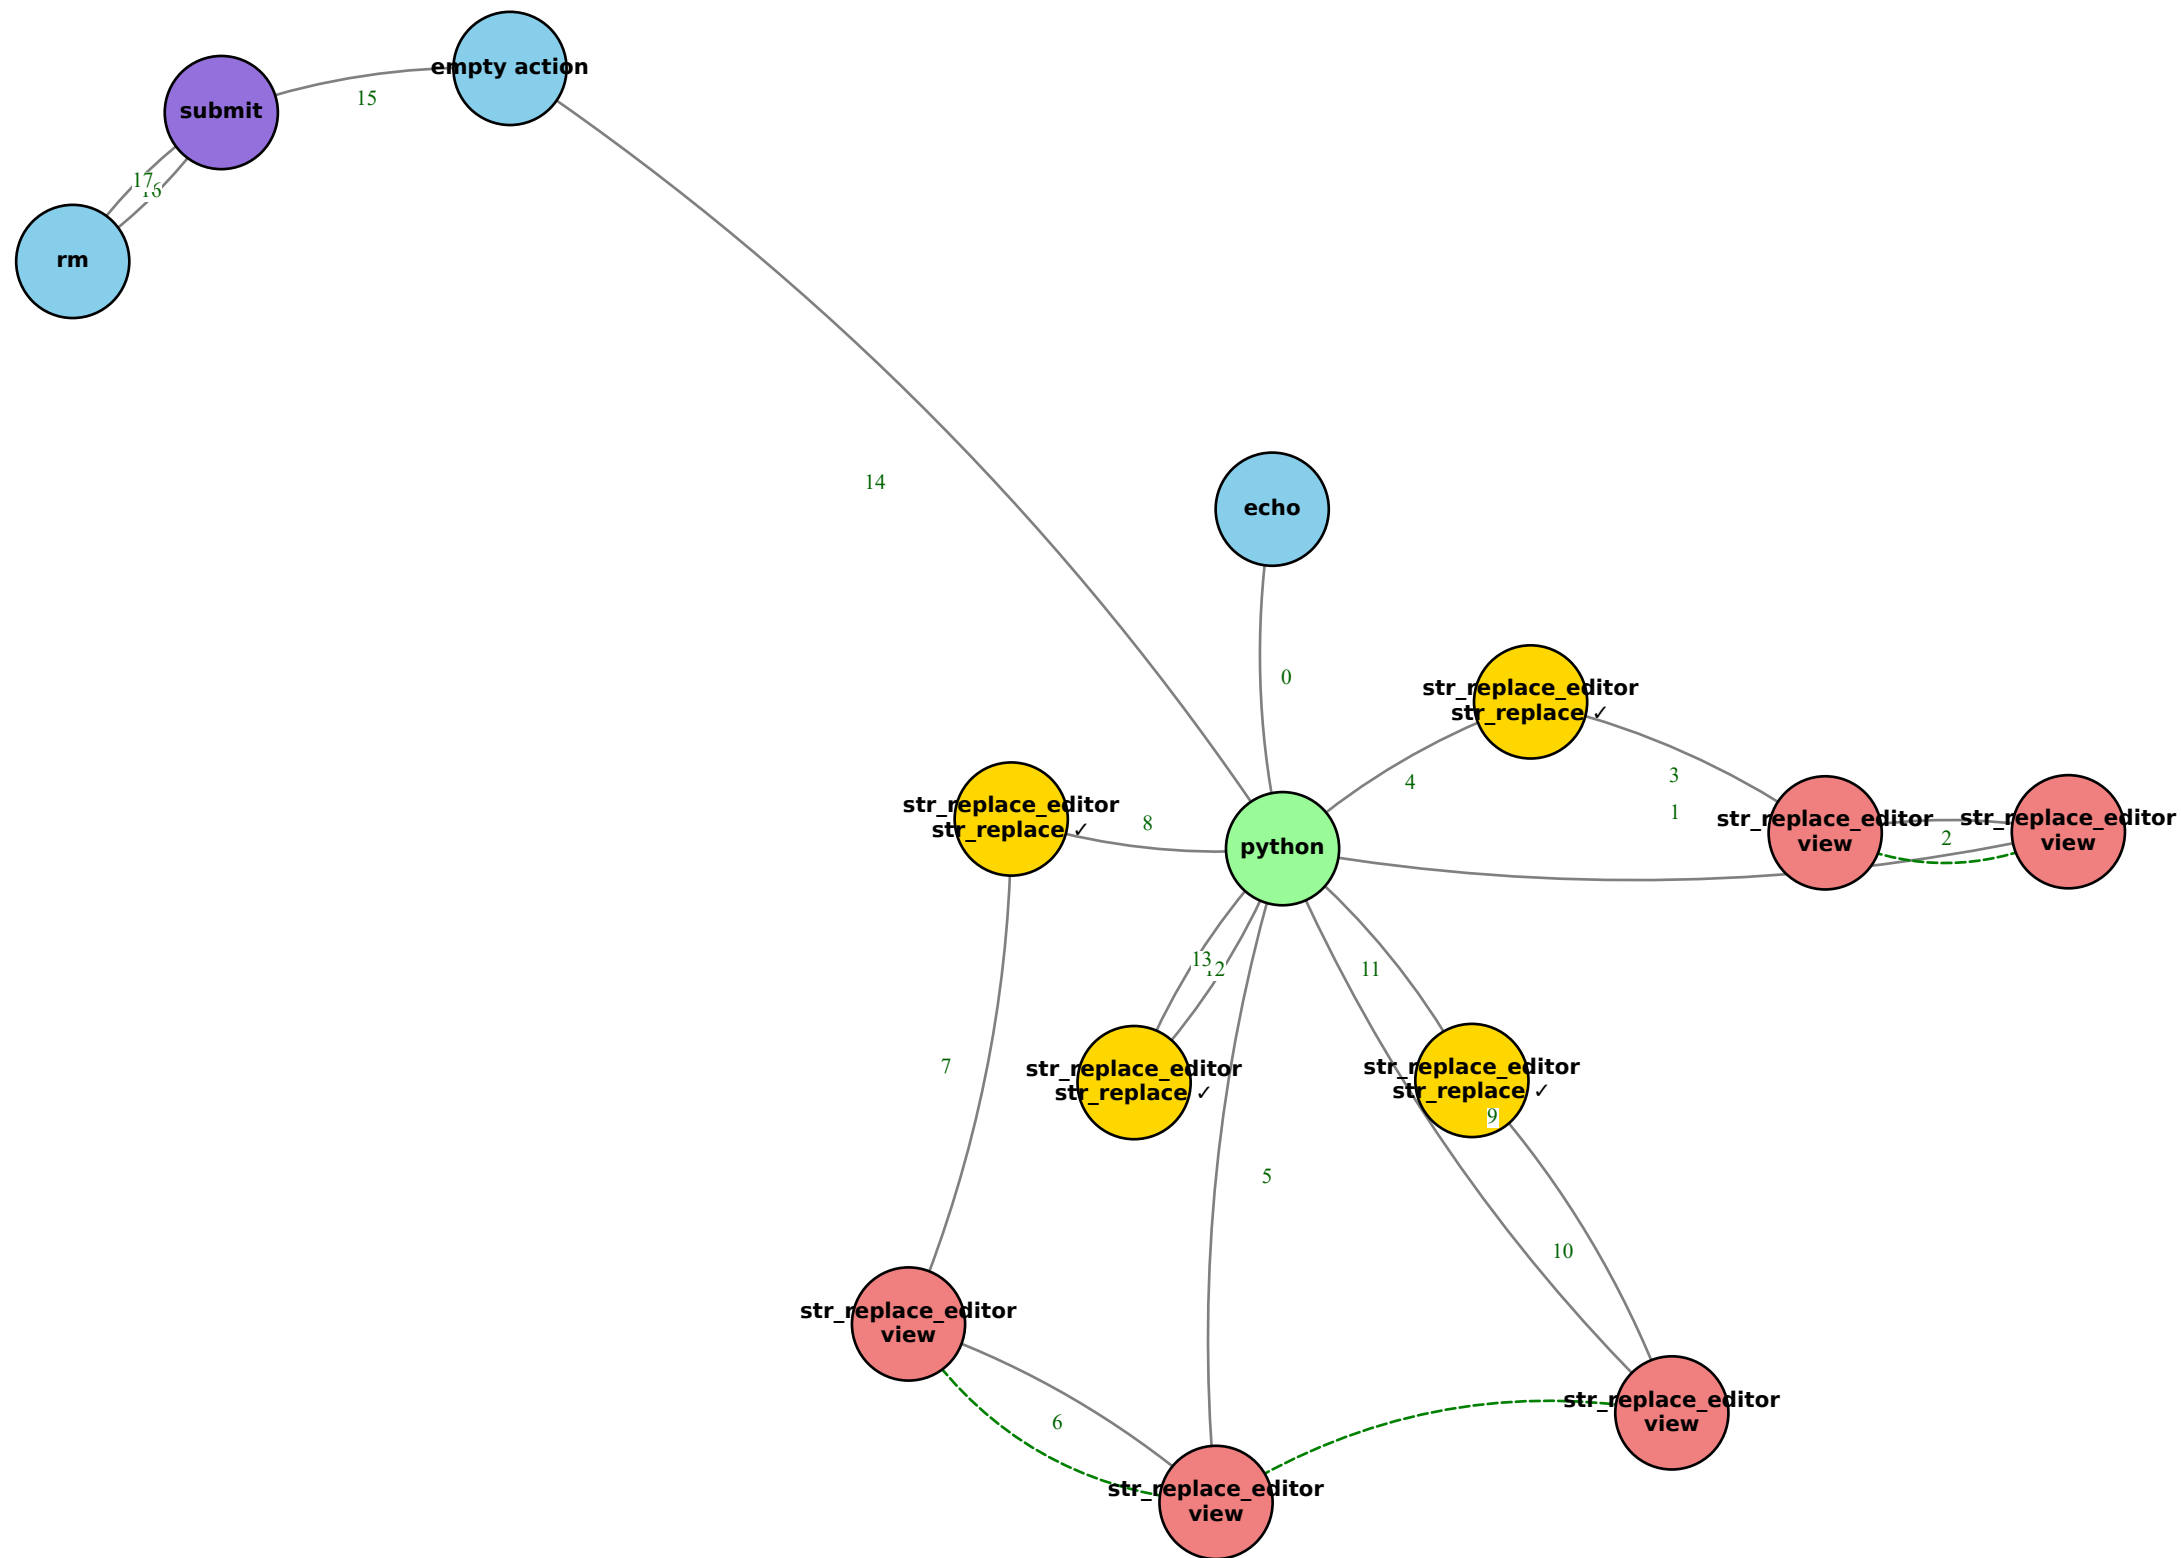 empty action
submit
15
17
16
rm
14
echo
0
str_replace_editor
str_replace ✓
3
4
1
str_replace_editor
view
2
str_replace_editor
view
str_replace_editor
str_replace ✓
8
python
13
12
11
7
str_replace_editor
str_replace ✓
str_replace_editor
str_replace ✓
9
5
10
str_replace_editor
view
6
str_replace_editor
view
str_replace_editor
view